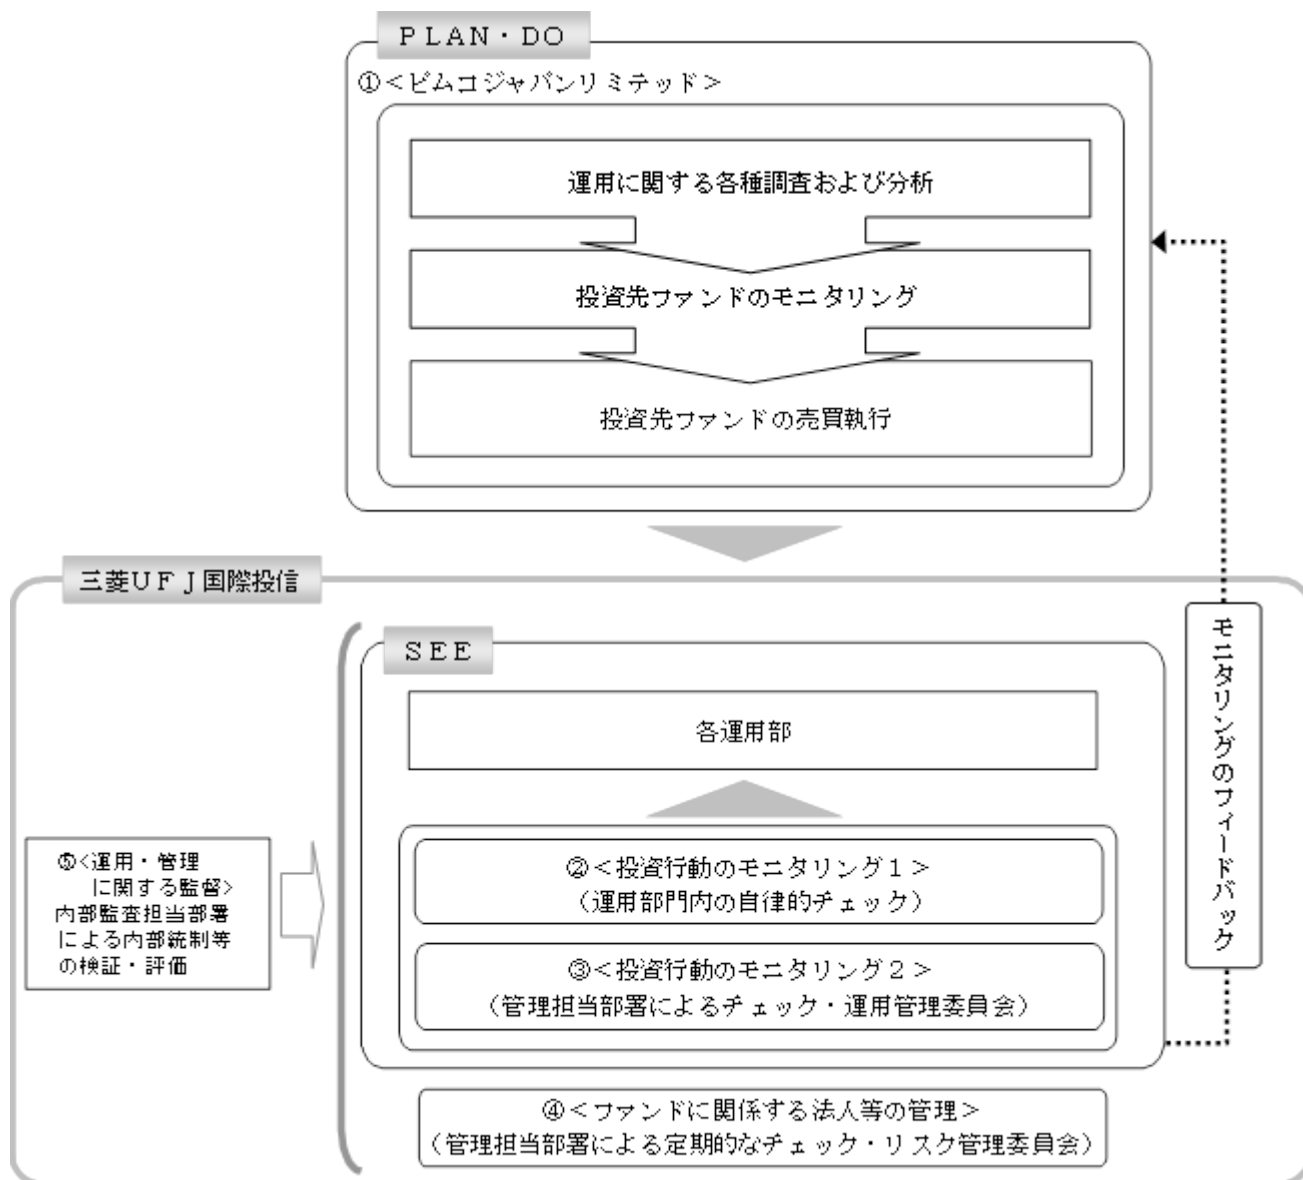 ＰＬＡＮ・ＤＯ
①＜ピムコジャパンリミテッド＞
運用に関する各種調査および分析
投資先ファンドのモニタリング
投資先ファンドの売買執行
三菱ＵＦＪ国際投信
ＳＥＥ
各運用部
②＜投資行動のモニタリング１＞
（運用部門内の自律的チェック）
③＜投資行動のモニタリング２＞
（管理担当部署によるチェック・運用管理委員会）
④＜ファンドに関係する法人等の管理＞
（管理担当部署による定期的なチェック・リスク管理委員会）
⑤<運用・管理
に関する監督>
内部監査担当部署
による内部統制等
の検証・評価
モニタリングのフィードバック